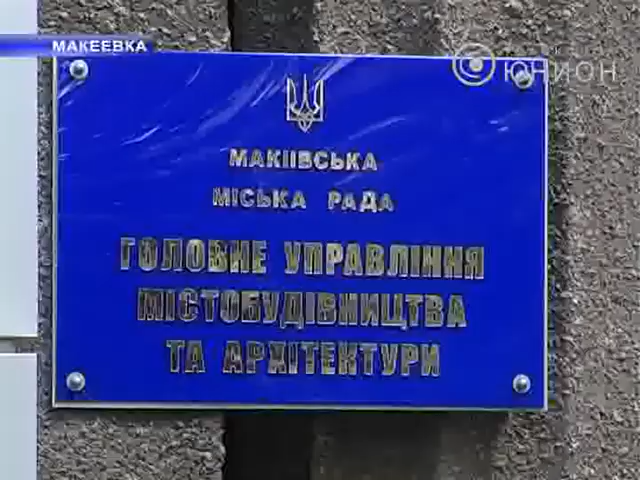 МАКЕЕВКА
ЮНИОН
МАКІЇВСЬКА
МІСЬКА РАДА
ГОЛОВНЕ УПРАВЛІННЯ
МІСТОБУДІВНИЦТВА
ТА АРХІТЕКТУРИ